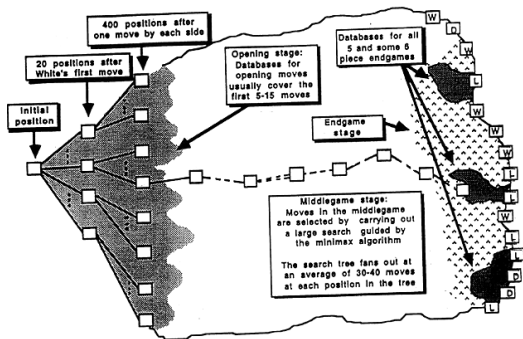 400 positions after
one move by each side
20 positions after
White's first move
Initial
position
Opening stage:
Databases for
opening moves
usually cover the
first 5-15 moves
Databases for all
5 and some 6
piece endgames
Endgame
stage
Middlegame stage:
Moves in the middlegame
are selected by carrying out
a large search guided by
the minimax algorithm
The search tree fans out at
an average of 30-40 moves
at each position in the tree
W
D
W
W
L
W
W
D
W
L
L
D
D
L